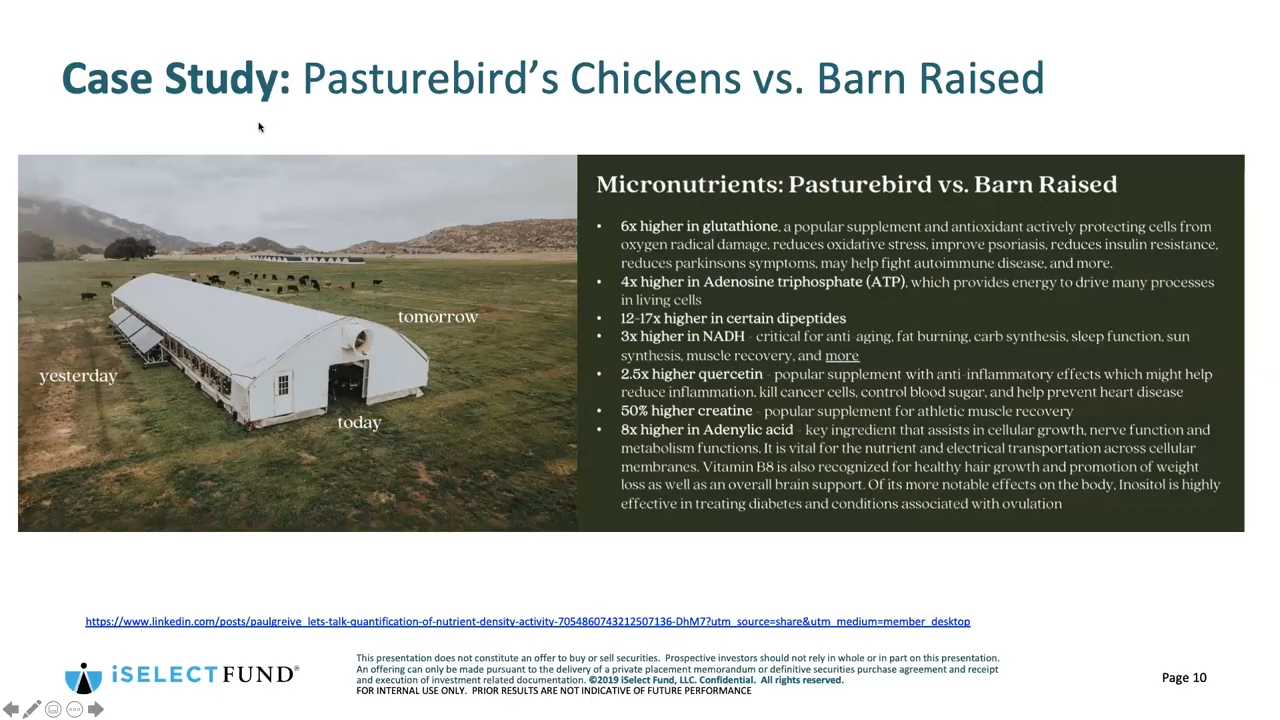 Case Study: Pasturebird's Chickens vs. Barn Raised
yesterday
tomorrow
today
Micronutrients: Pasturebird vs. Barn Raised
• 6x higher in glutathione, a popular supplement and antioxidant actively protecting cells from
oxygen radical damage, reduces oxidative stress, improve psoriasis, reduces insulin resistance,
reduces parkinsons symptoms, may help fight autoimmune disease, and more.
• 4x higher in Adenosine triphosphate (ATP), which provides energy to drive many processes
in living cells
• 12-17x higher in certain dipeptides
• 3x higher in NADH - critical for anti-aging, fat burning, carb synthesis, sleep function, sun
synthesis, muscle recovery, and more
• 2.5x higher quercetin - popular supplement with anti-inflammatory effects which might help
reduce inflammation, kill cancer cells, control blood sugar, and help prevent heart disease
• 50% higher creatine - popular supplement for athletic muscle recovery
• 8x higher in Adenylic acid - key ingredient that assists in cellular growth, nerve function and
metabolism functions. It is vital for the nutrient and electrical transportation across cellular
membranes. Vitamin B8 is also recognized for healthy hair growth and promotion of weight
loss as well as an overall brain support. Of its more notable effects on the body, Inositol is highly
effective in treating diabetes and conditions associated with ovulation
https://www.linkedin.com/posts/paulgreive_lets-talk-quantification-of-nutrient-density-activity-7054860743212507136-DhM7?utm_source=share&utm_medium=member_desktop
iSELECTFUND®
This presentation does not constitute an offer to buy or sell securities. Prospective investors should not rely in whole or in part on this presentation.
An offering can only be made pursuant to the delivery of a private placement memorandum or definitive securities purchase agreement and receipt
and execution of investment related documentation. ©2019 iSelect Fund, LLC. Confidential. All rights reserved.
FOR INTERNAL USE ONLY. PRIOR RESULTS ARE NOT INDICATIVE OF FUTURE PERFORMANCE
Page 10